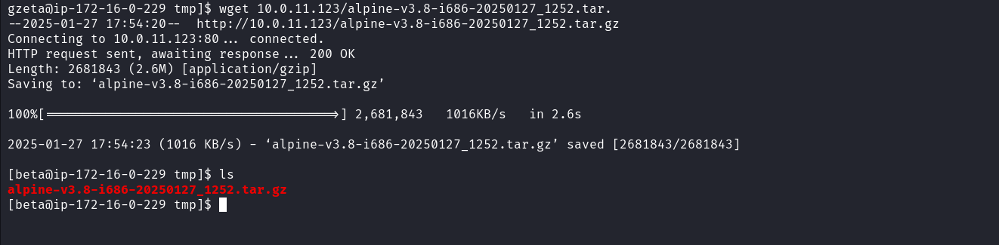 gzeta@ip-172-16-0-229 tmp]$ wget 10.0.11.123/alpine-v3.8-i686-20250127_1252.tar.
--2025-01-27 17:54:20-- http://10.0.11.123/alpine-v3.8-i686-20250127_1252.tar.gz
Connecting to 10.0.11.123:80... connected.
HTTP request sent, awaiting response... 200 OK
Length: 2681843 (2.6M) [application/gzip]
Saving to: ‘alpine-v3.8-i686-20250127_1252.tar.gz’
100%[======================================>] 2,681,843 1016KB/s in 2.6s
2025-01-27 17:54:23 (1016 KB/s) - ‘alpine-v3.8-i686-20250127_1252.tar.gz’ saved [2681843/2681843]
[beta@ip-172-16-0-229 tmp]$ ls
alpine-v3.8-i686-20250127_1252.tar.gz
[beta@ip-172-16-0-229 tmp]$